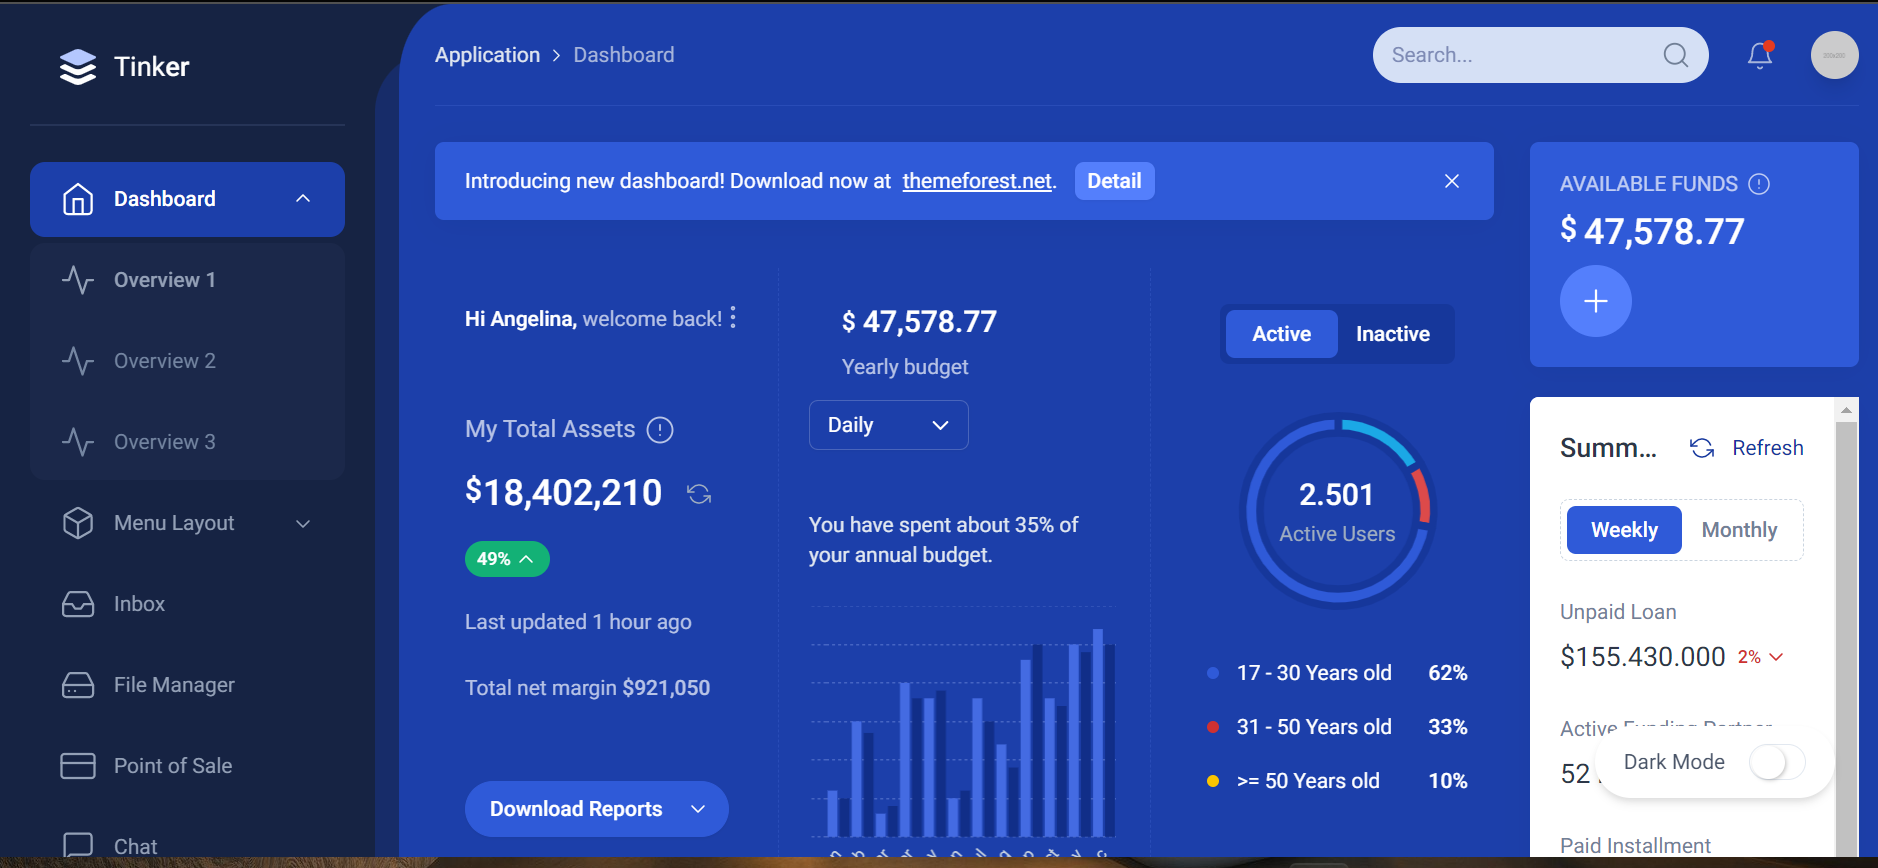 Tinker
Application > Dashboard
Search...
Dashboard
Overview 1
Overview 2
Overview 3
Menu Layout
Inbox
File Manager
Point of Sale
Chat
Introducing new dashboard! Download now at themeforest.net. Detail
Hi Angelina, welcome back!
My Total Assets
$18,402,210
49%
Last updated 1 hour ago
Total net margin $921,050
Download Reports
$ 47,578.77
Yearly budget
Daily
You have spent about 35% of
your annual budget.
Active Inactive
2.501
Active Users
17 - 30 Years old 62%
31 - 50 Years old 33%
>= 50 Years old 10%
AVAILABLE FUNDS
$ 47,578.77
Summ... Refresh
Weekly Monthly
Unpaid Loan
$155.430.000 2%
Active Funding Partner
52
Dark Mode
Paid Installment